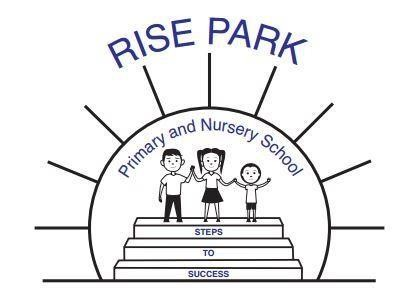 RISE PARK
Primary and Nursery School
STEPS
TO
SUCCESS